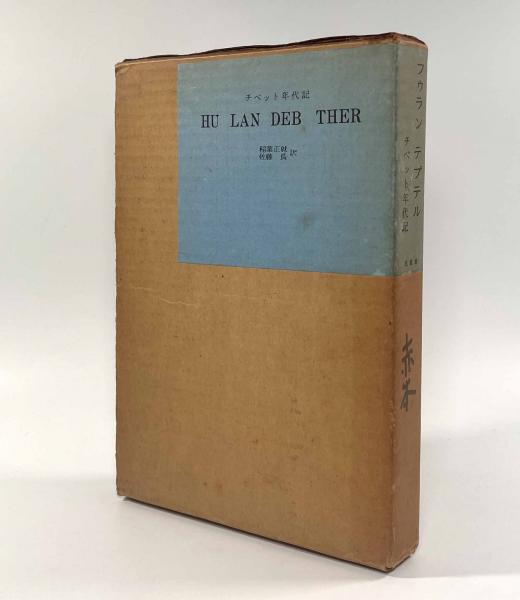 チベット年代記
HU LAN DEB THER
稲葉正就
佐藤長
訳
フゥラン テプテル
チベット年代記